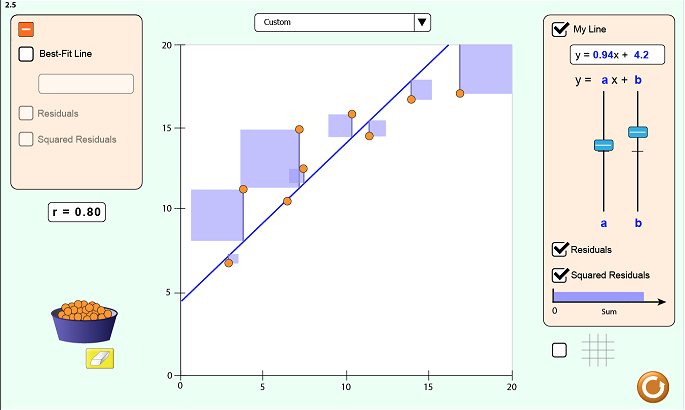 2.5
Custom
Best-Fit Line
Residuals
Squared Residuals
r = 0.80
20
15
10
5
0
0
5
10
15
20
My Line
y = 0.94x + 4.2
y = a x + b
a
b
Residuals
Squared Residuals
0
Sum